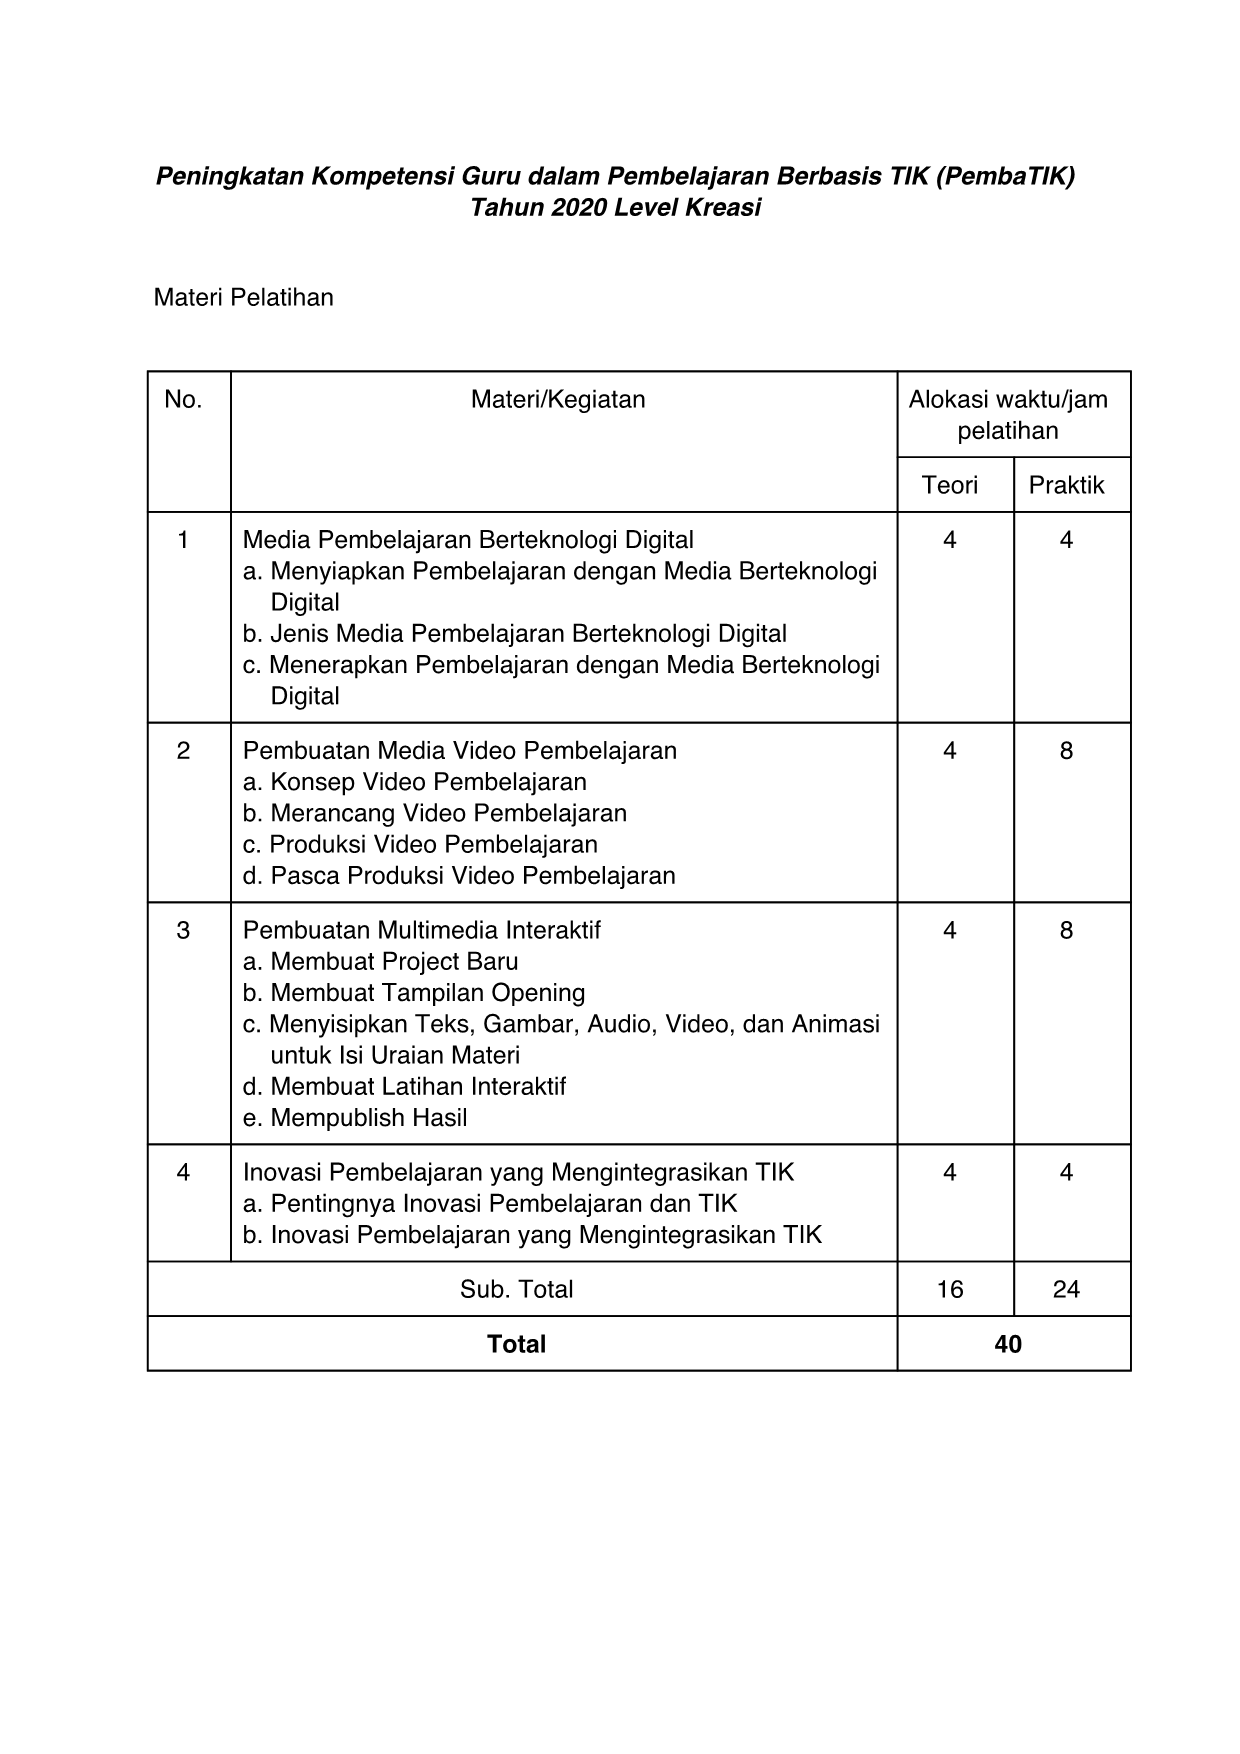 Peningkatan Kompetensi Guru dalam Pembelajaran Berbasis TIK (PembaTIK)
Tahun 2020 Level Kreasi
Materi Pelatihan
No. Materi/Kegiatan Alokasi waktu/jam
pelatihan
Teori Praktik
1 Media Pembelajaran Berteknologi Digital 4 4
a. Menyiapkan Pembelajaran dengan Media Berteknologi
Digital
b. Jenis Media Pembelajaran Berteknologi Digital
c. Menerapkan Pembelajaran dengan Media Berteknologi
Digital
2 Pembuatan Media Video Pembelajaran 4 8
a. Konsep Video Pembelajaran
b. Merancang Video Pembelajaran
c. Produksi Video Pembelajaran
d. Pasca Produksi Video Pembelajaran
3 Pembuatan Multimedia Interaktif 4 8
a. Membuat Project Baru
b. Membuat Tampilan Opening
c. Menyisipkan Teks, Gambar, Audio, Video, dan Animasi
untuk Isi Uraian Materi
d. Membuat Latihan Interaktif
e. Mempublish Hasil
4 Inovasi Pembelajaran yang Mengintegrasikan TIK 4 4
a. Pentingnya Inovasi Pembelajaran dan TIK
b. Inovasi Pembelajaran yang Mengintegrasikan TIK
Sub. Total 16 24
Total 40